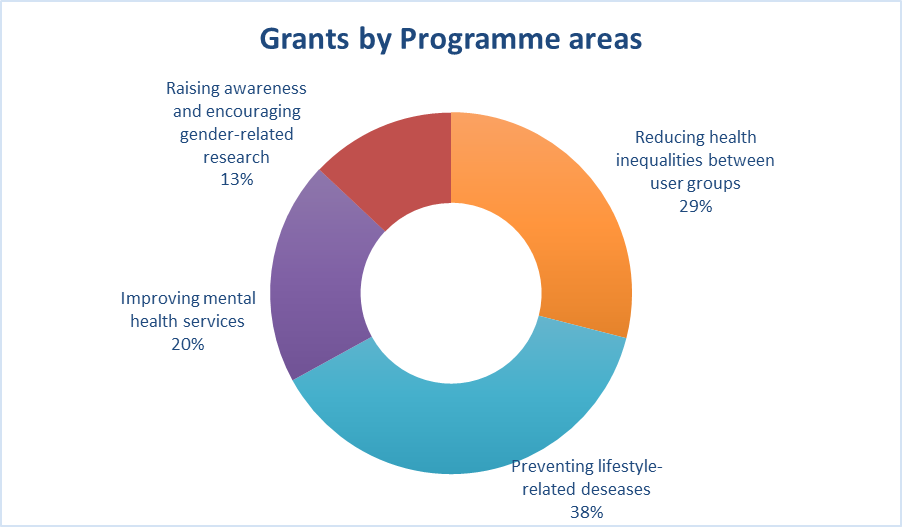 Grants by Programme areas
Raising awareness
and encouraging
gender-related
research
13%
Reducing health
inequalities between
user groups
29%
Improving mental
health services
20%
Preventing lifestyle-
related deseases
38%